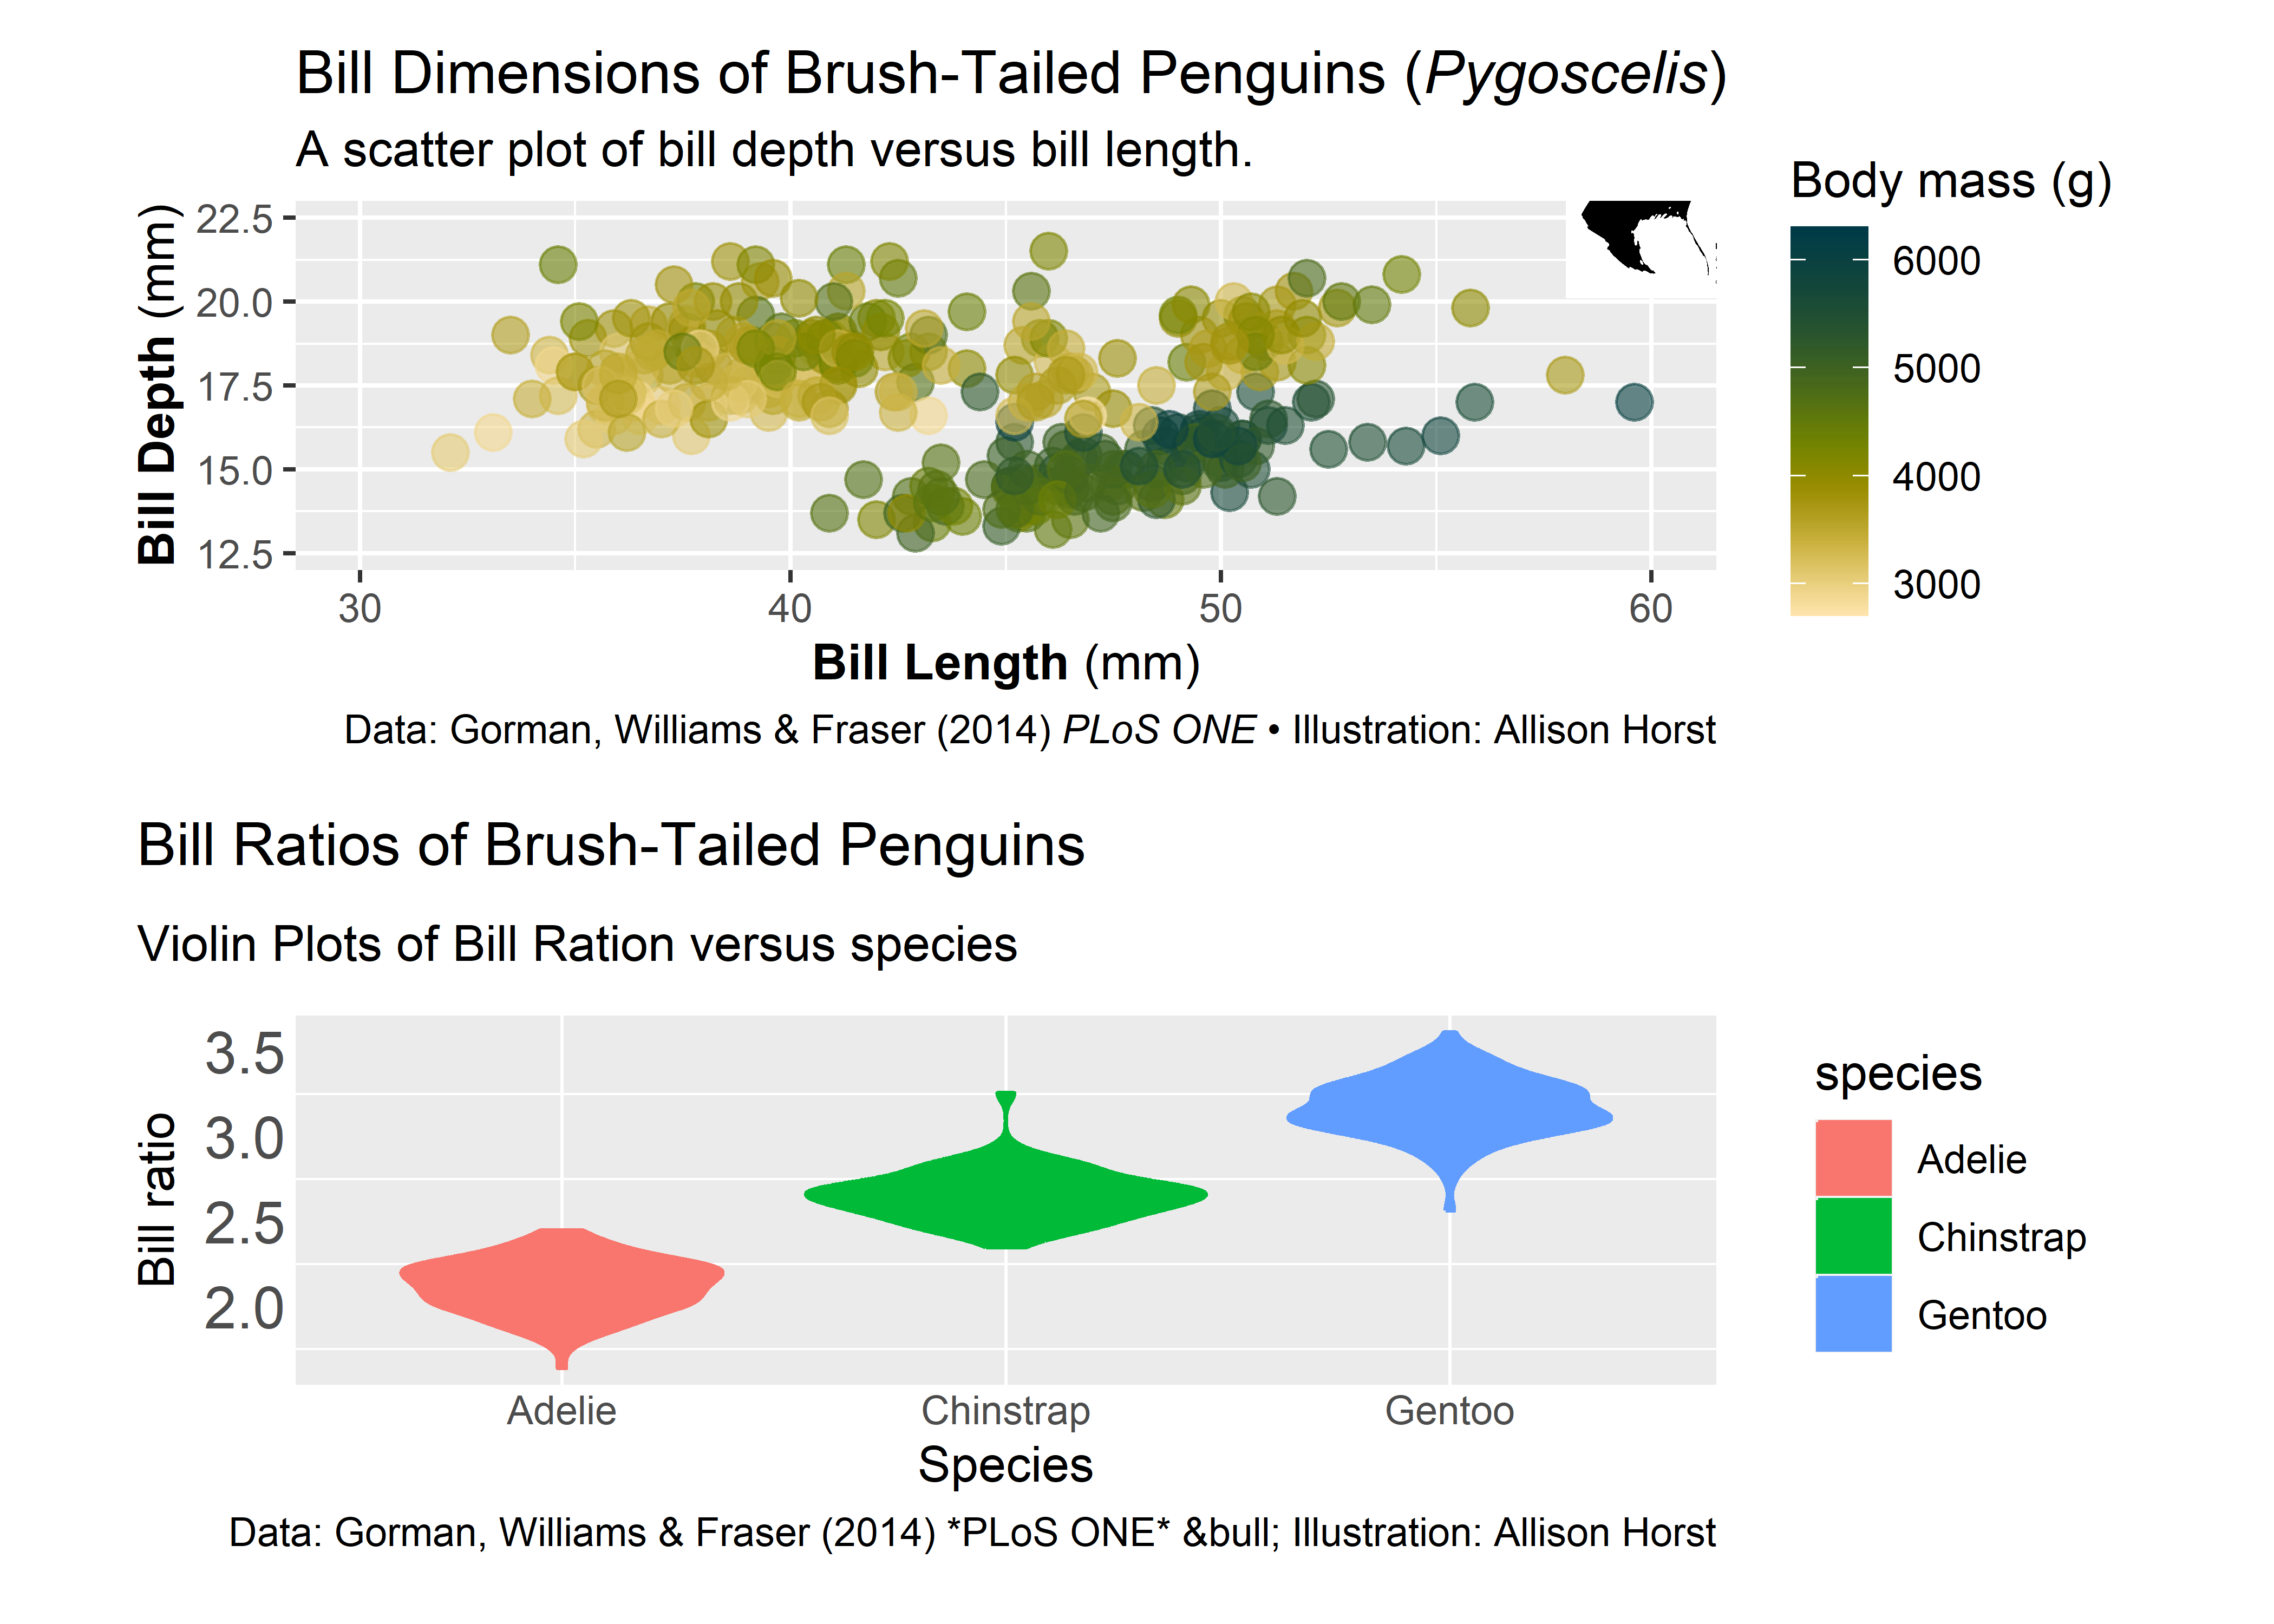 Bill Dimensions of Brush-Tailed Penguins (Pygoscelis)
A scatter plot of bill depth versus bill length.
Bill Depth (mm)
22.5
20.0
17.5
15.0
12.5
30 40 50 60
Bill Length (mm)
Body mass (g)
6000
5000
4000
3000
Data: Gorman, Williams & Fraser (2014) PLoS ONE • Illustration: Allison Horst
Bill Ratios of Brush-Tailed Penguins
Violin Plots of Bill Ration versus species
Bill ratio
3.5
3.0
2.5
2.0
Adelie Chinstrap Gentoo
Species
species
Adelie
Chinstrap
Gentoo
Data: Gorman, Williams & Fraser (2014) *PLoS ONE* &bull; Illustration: Allison Horst